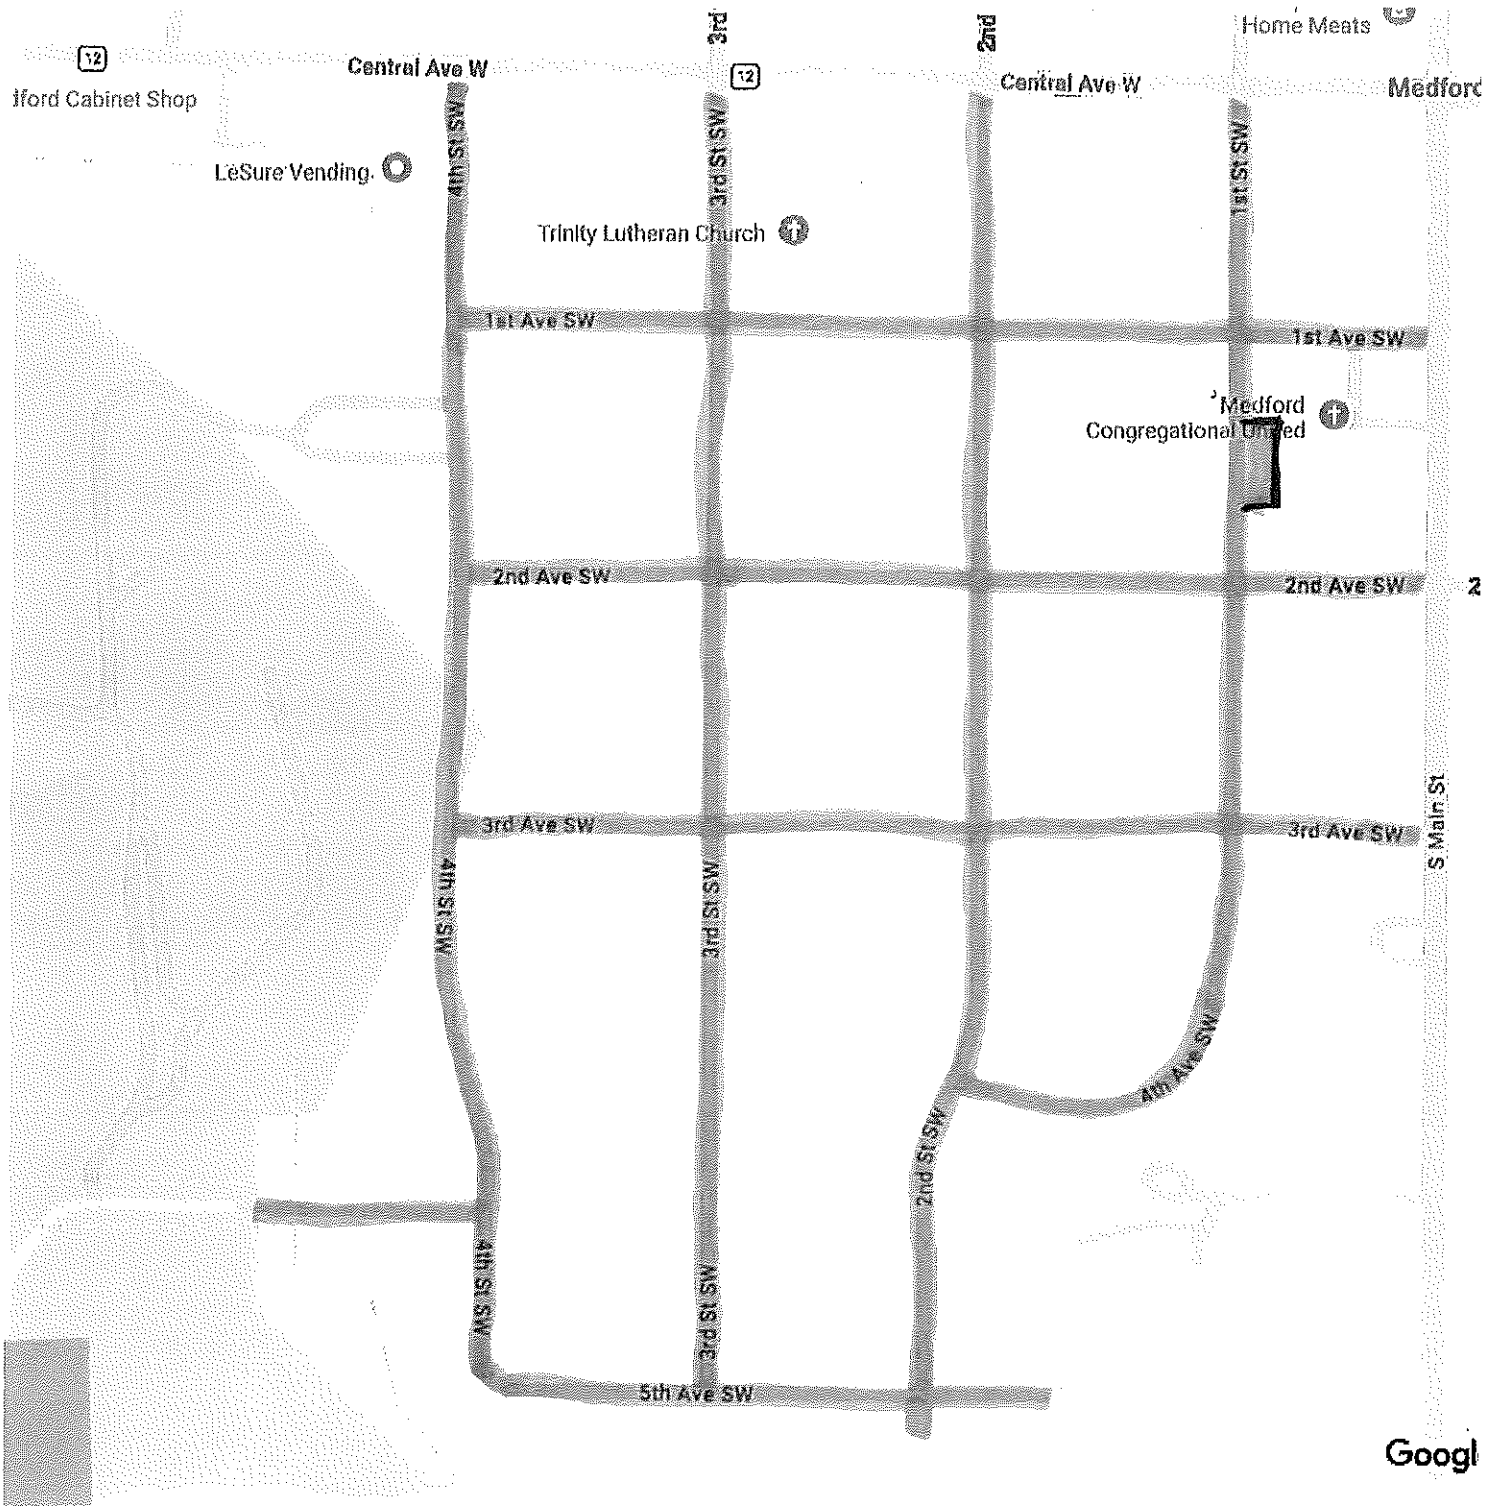 3rd
2nd
Home Meats
12
Central Ave W
12
Central Ave W
Medford
lford Cabinet Shop
4th St SW
3rd St SW
1st St SW
LeSure Vending
Trinity Lutheran Church
1st Ave SW
1st Ave SW
Medford
Congregational United
2nd Ave SW
2nd Ave SW
2
S Main St
3rd Ave SW
3rd Ave SW
4th St SW
3rd St SW
4th Ave SW
2nd St SW
4th St SW
3rd St SW
5th Ave SW
Googl